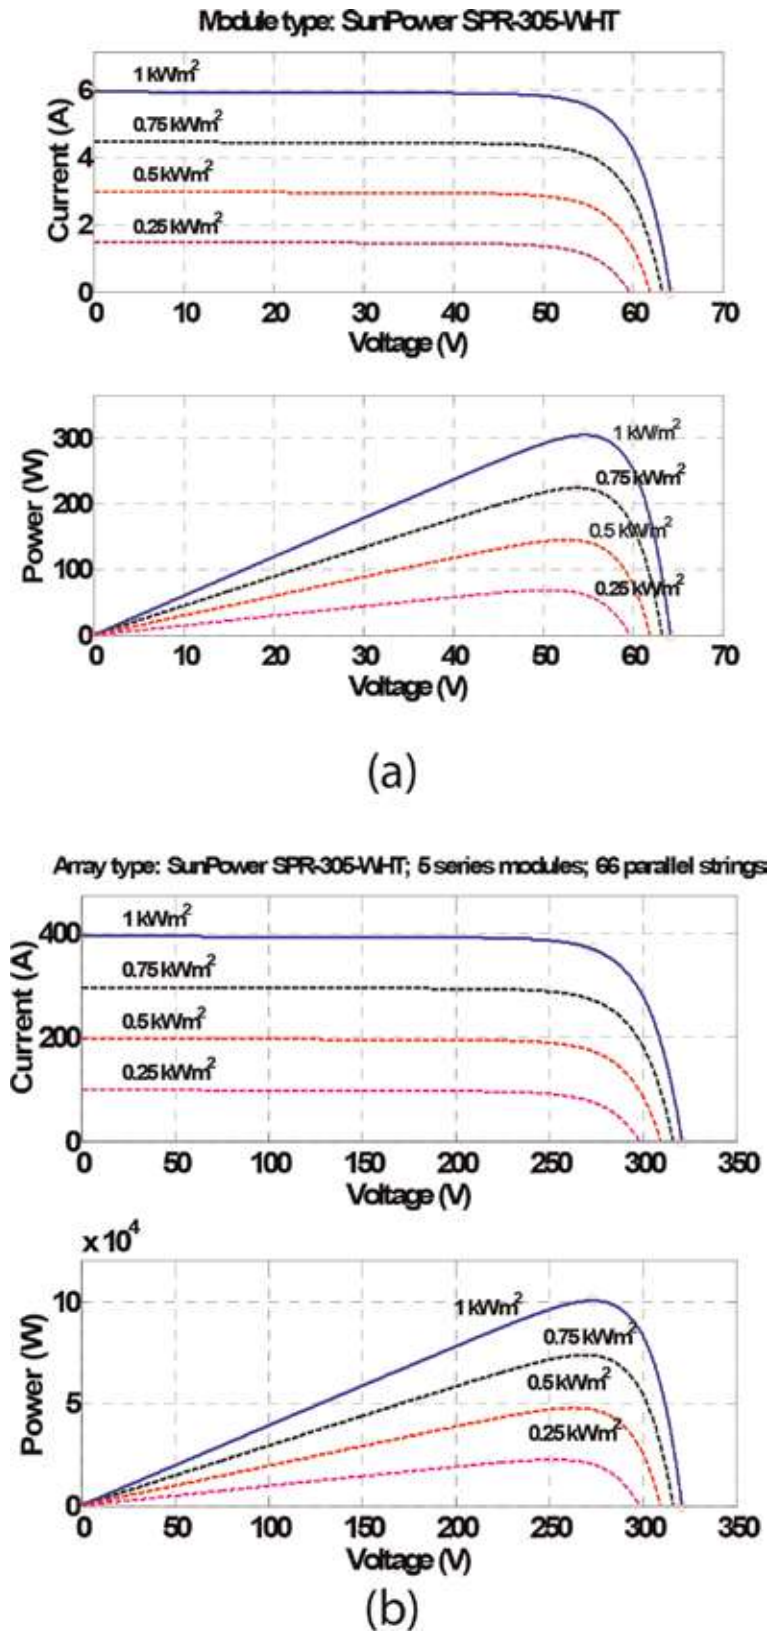 Module type: SunPower SPR-305-WHT
1 kW/m²
0.75 kW/m²
0.5 kW/m²
0.25 kW/m²
Current (A)
6
4
2
0
0 10 20 30 40 50 60 70
Voltage (V)
1 kW/m²
0.75 kW/m²
0.5 kW/m²
0.25 kW/m²
Power (W)
300
200
100
0
0 10 20 30 40 50 60 70
Voltage (V)
(a)
Array type: SunPower SPR-305-WHT; 5 series modules; 66 parallel strings
1 kW/m²
0.75 kW/m²
0.5 kW/m²
0.25 kW/m²
Current (A)
400
200
0
0 50 100 150 200 250 300 350
Voltage (V)
x 10⁴
1 kW/m²
0.75 kW/m²
0.5 kW/m²
0.25 kW/m²
Power (W)
10
5
0
0 50 100 150 200 250 300 350
Voltage (V)
(b)